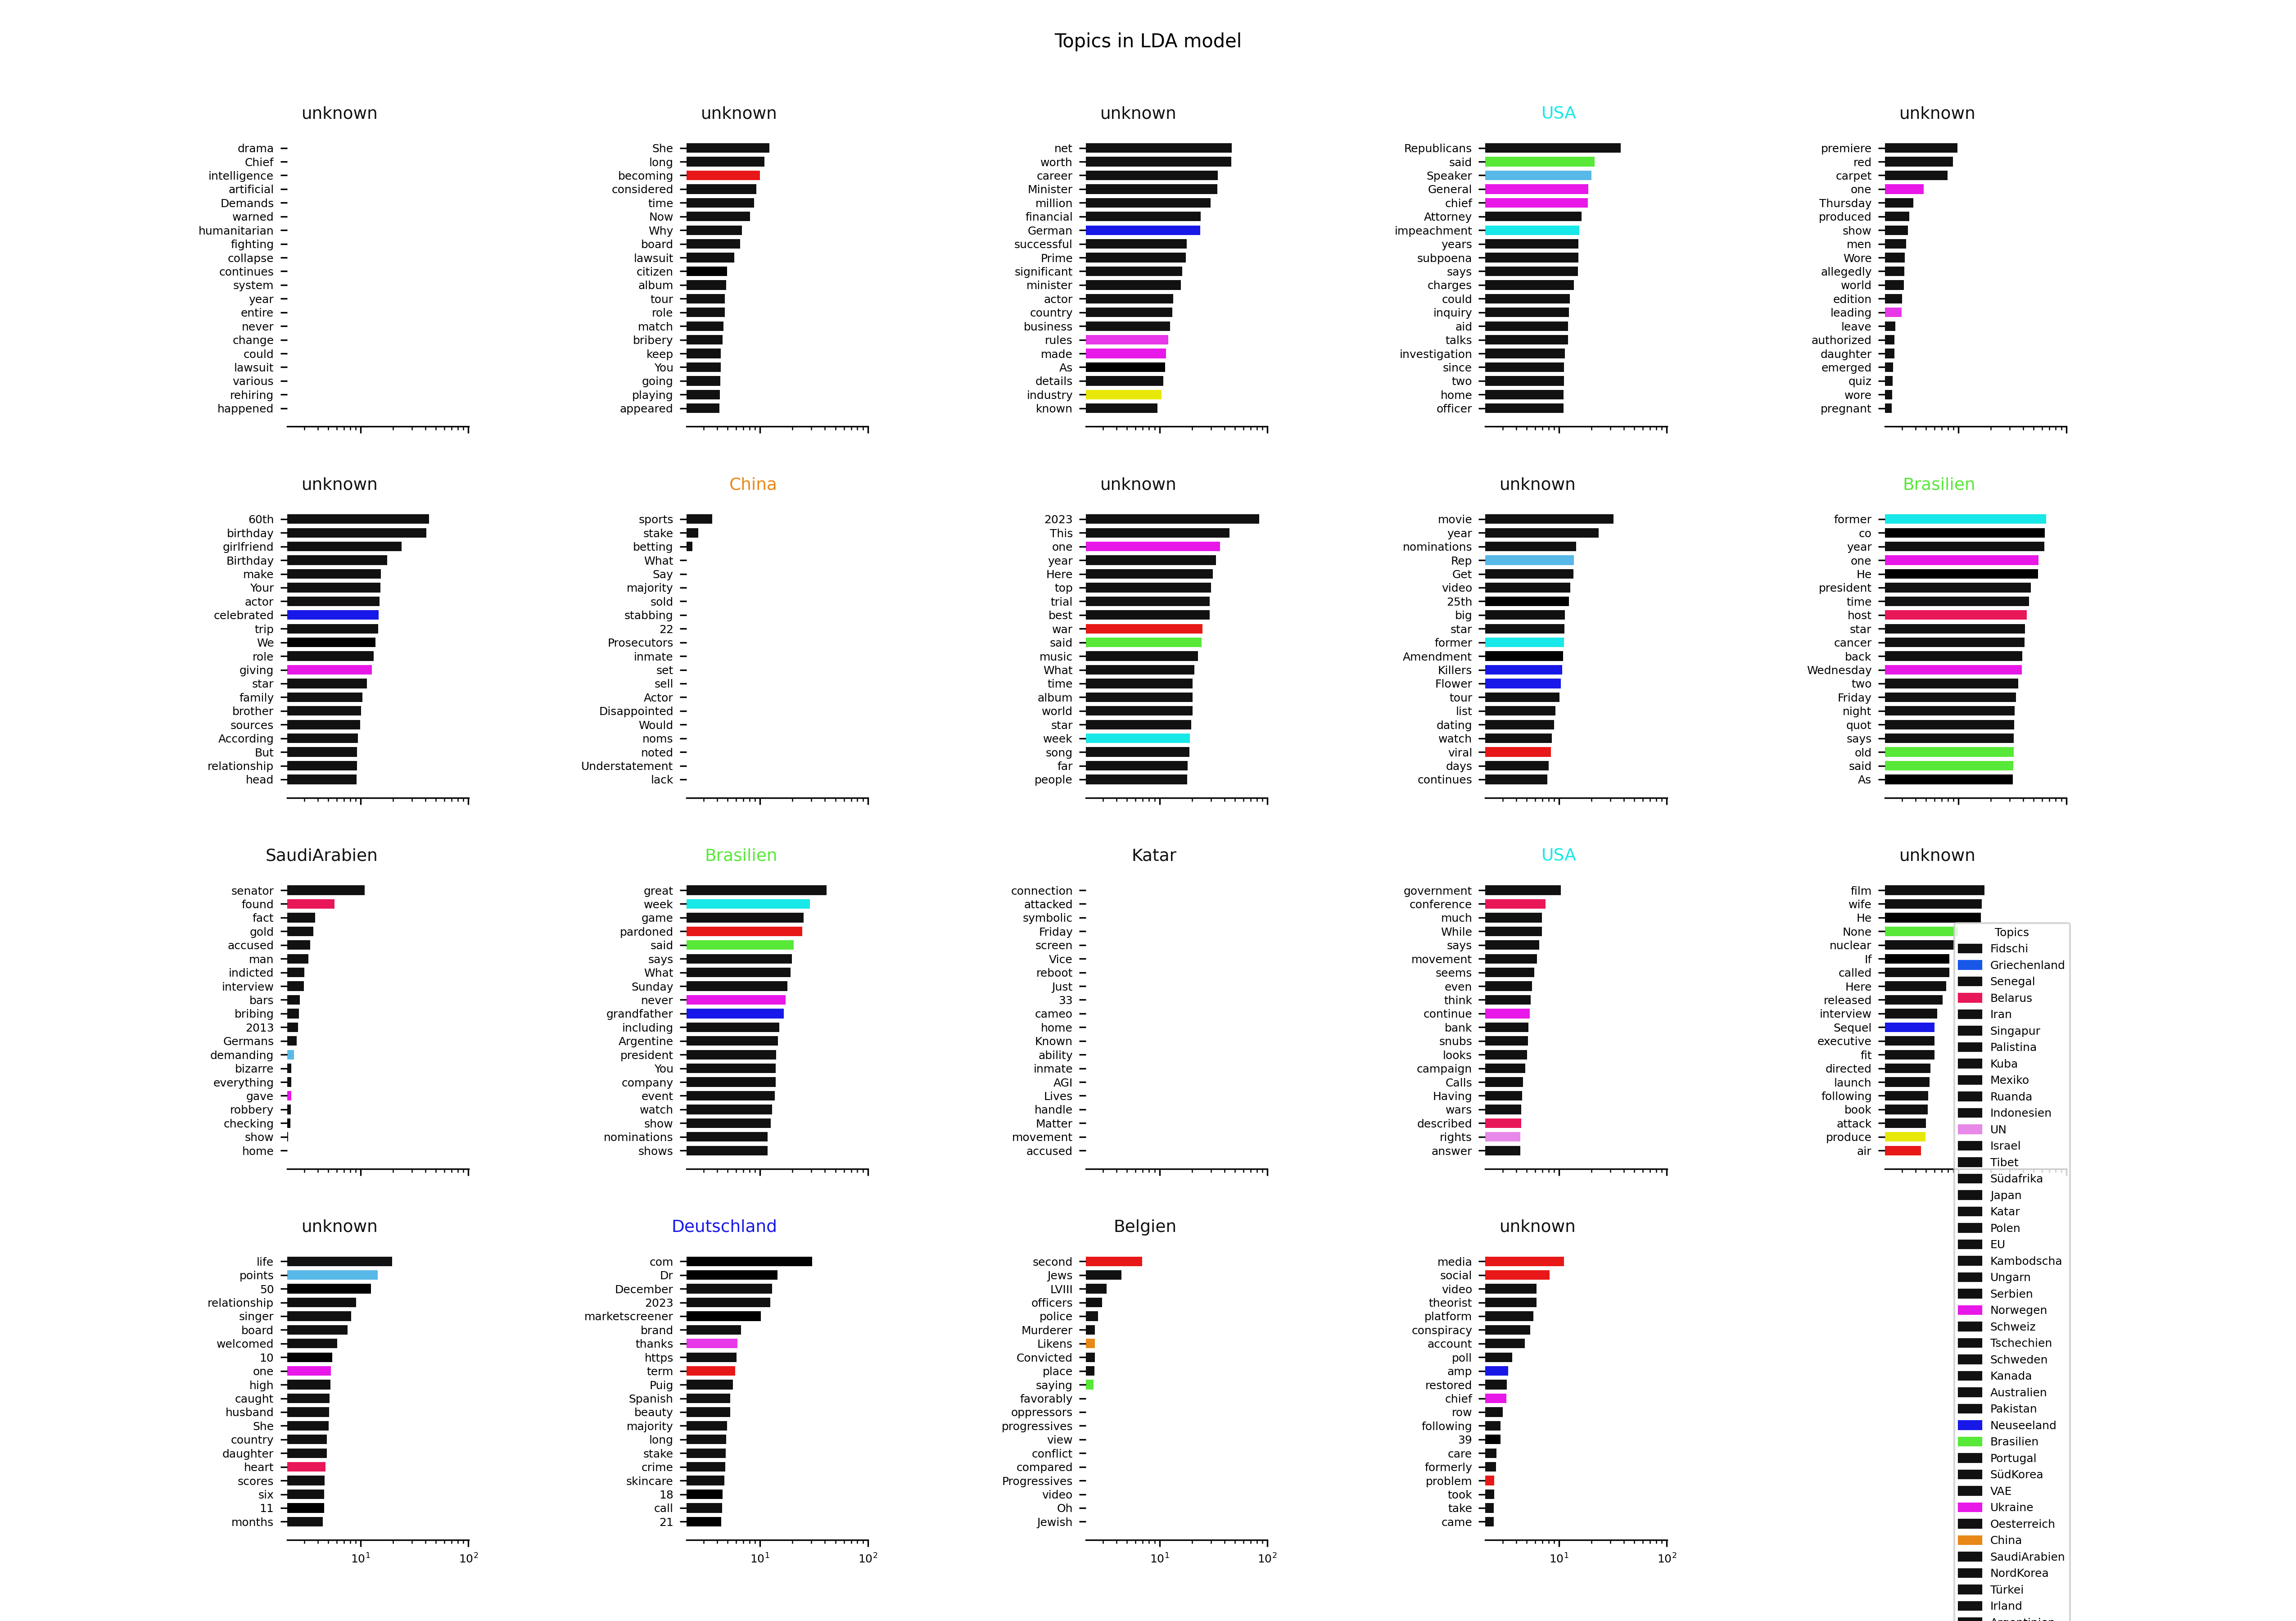 Topics in LDA model
unknown
drama
Chief
intelligence
artificial
Demands
warned
humanitarian
fighting
collapse
continues
system
year
entire
never
change
could
lawsuit
various
rehiring
happened
unknown
She
long
becoming
considered
time
Now
Why
board
lawsuit
citizen
album
tour
role
match
bribery
keep
You
going
playing
appeared
unknown
net
worth
career
Minister
million
financial
German
successful
Prime
significant
minister
actor
country
business
rules
made
As
details
industry
known
USA
Republicans
said
Speaker
General
chief
Attorney
impeachment
years
subpoena
says
charges
could
inquiry
aid
talks
investigation
since
two
home
officer
unknown
premiere
red
carpet
one
Thursday
produced
show
men
Wore
allegedly
world
edition
leading
leave
authorized
daughter
emerged
quiz
wore
pregnant
unknown
60th
birthday
girlfriend
Birthday
make
Your
actor
celebrated
trip
We
role
giving
star
family
brother
sources
According
But
relationship
head
China
sports
stake
betting
What
Say
majority
sold
stabbing
22
Prosecutors
inmate
set
sell
Actor
Disappointed
Would
noms
noted
Understatement
lack
unknown
2023
This
one
year
Here
top
trial
best
war
said
music
What
time
album
world
star
week
song
far
people
unknown
movie
year
nominations
Rep
Get
video
25th
big
star
former
Amendment
Killers
Flower
tour
list
dating
watch
viral
days
continues
Brasilien
former
co
year
one
He
president
time
host
star
cancer
back
Wednesday
two
Friday
night
quot
says
old
said
As
SaudiArabien
senator
found
fact
gold
accused
man
indicted
interview
bars
bribing
2013
Germans
demanding
bizarre
everything
gave
robbery
checking
show
home
Brasilien
great
week
game
pardoned
said
says
What
Sunday
never
grandfather
including
Argentine
president
You
company
event
watch
show
nominations
shows
Katar
connection
attacked
symbolic
Friday
screen
Vice
reboot
Just
33
cameo
home
Known
ability
inmate
AGI
Lives
handle
Matter
movement
accused
USA
government
conference
much
While
says
movement
seems
even
think
continue
bank
snubs
looks
campaign
Calls
Having
wars
described
rights
answer
unknown
film
wife
He
None
nuclear
If
called
Here
released
interview
Sequel
executive
fit
directed
launch
following
book
attack
produce
air
unknown
life
points
50
relationship
singer
board
welcomed
10
one
high
caught
husband
She
country
daughter
heart
scores
six
11
months
10^1 10^2
Deutschland
com
Dr
December
2023
marketscreener
brand
thanks
https
term
Puig
Spanish
beauty
majority
long
stake
crime
skincare
18
call
21
10^1 10^2
Belgien
second
Jews
LVIII
officers
police
Murderer
Likens
Convicted
place
saying
favorably
oppressors
progressives
view
conflict
compared
Progressives
video
Oh
Jewish
10^1 10^2
unknown
media
social
video
theorist
platform
conspiracy
account
poll
amp
restored
chief
row
following
39
care
formerly
problem
took
take
came
10^1 10^2
Topics
Fidschi
Griechenland
Senegal
Belarus
Iran
Singapur
Palistina
Kuba
Mexiko
Ruanda
Indonesien
UN
Israel
Tibet
Südafrika
Japan
Katar
Polen
EU
Kambodscha
Ungarn
Serbien
Norwegen
Schweiz
Tschechien
Schweden
Kanada
Australien
Pakistan
Neuseeland
Brasilien
Portugal
SüdKorea
VAE
Ukraine
Oesterreich
China
SaudiArabien
NordKorea
Türkei
Irland